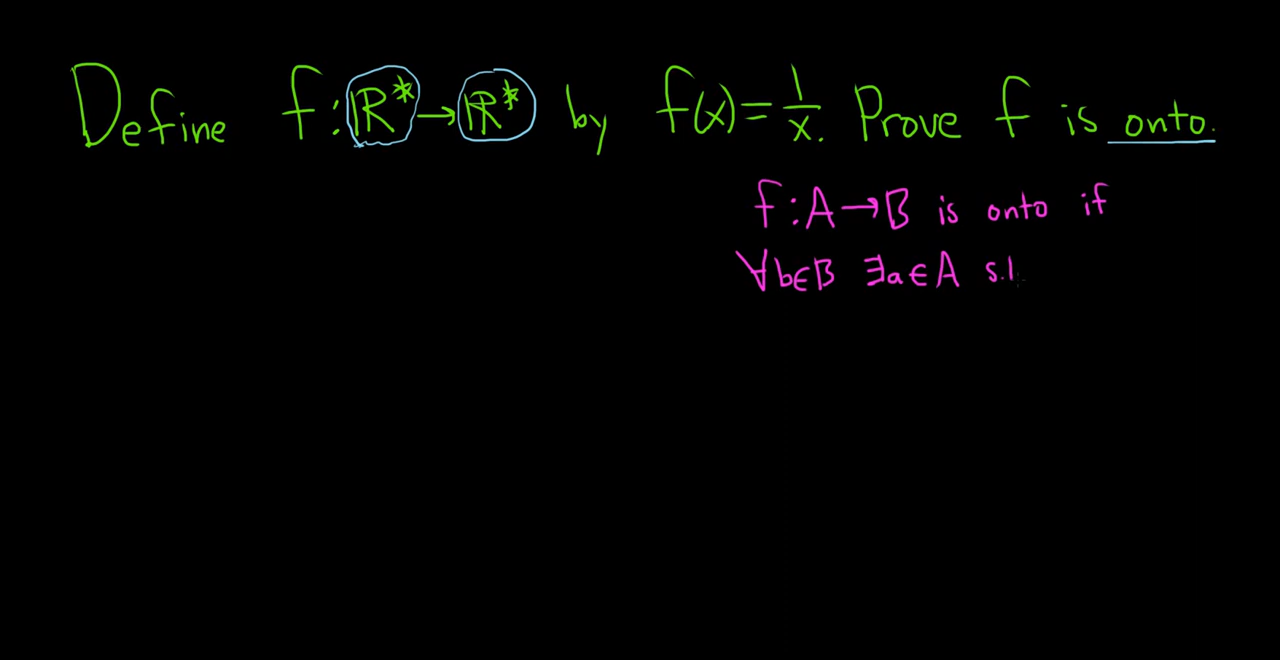 Define f:ℝ*→ℝ* by f(x)=1/x. Prove f is onto.
f:A→B is onto if
∀b∈B ∃a∈A s.